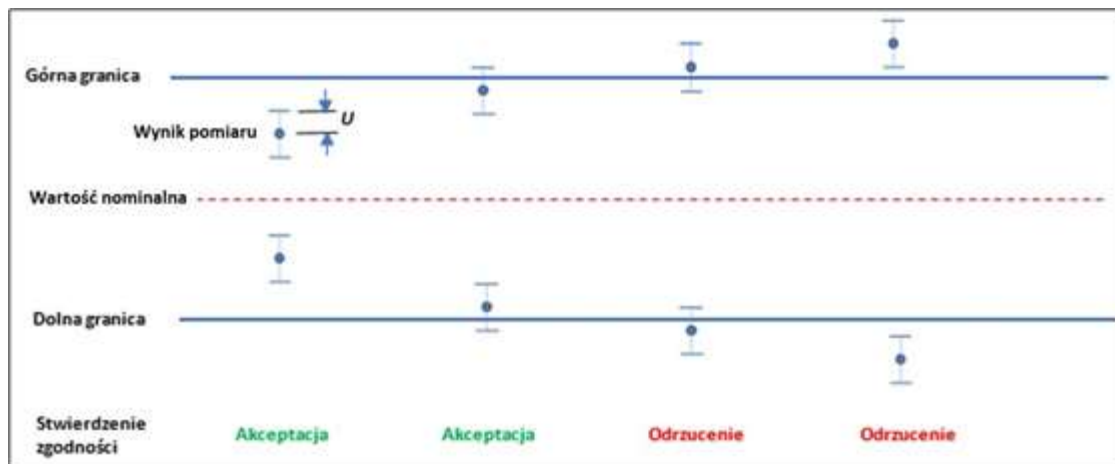 Górna granica
Wynik pomiaru
U
Wartość nominalna
Dolna granica
Stwierdzenie
zgodności
Akceptacja
Akceptacja
Odrzucenie
Odrzucenie